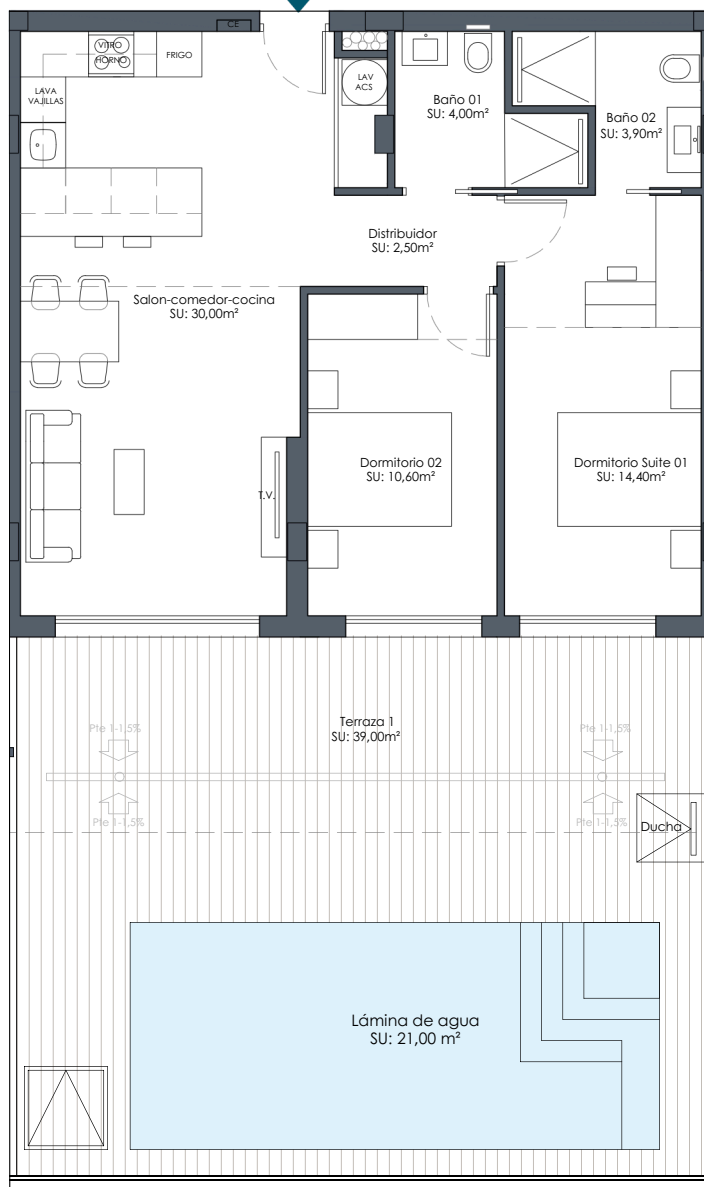 CE
VITRO
HORNO
FRIGO
LAVA
VAJILLAS
LAV
ACS
Baño 01
SU: 4,00m²
Baño 02
SU: 3,90m²
Distribuidor
SU: 2,50m²
Salon-comedor-cocina
SU: 30,00m²
T.V.
Dormitorio 02
SU: 10,60m²
Dormitorio Suite 01
SU: 14,40m²
Terraza 1
SU: 39,00m²
Pte 1-1,5%
Pte 1-1,5%
Pte 1-1,5%
Pte 1-1,5%
Ducha
Lámina de agua
SU: 21,00 m²